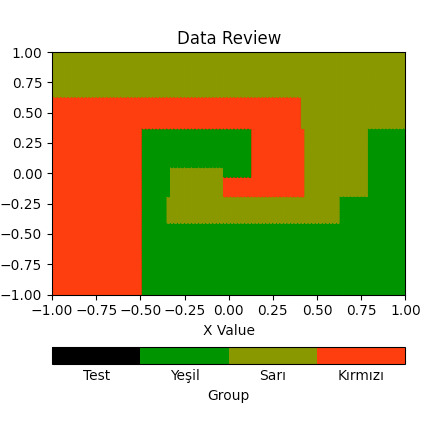 Data Review
1.00
0.75
0.50
0.25
0.00
−0.25
−0.50
−0.75
−1.00
−1.00 −0.75 −0.50 −0.25 0.00 0.25 0.50 0.75 1.00
X Value
Test Yeşil Sarı Kırmızı
Group